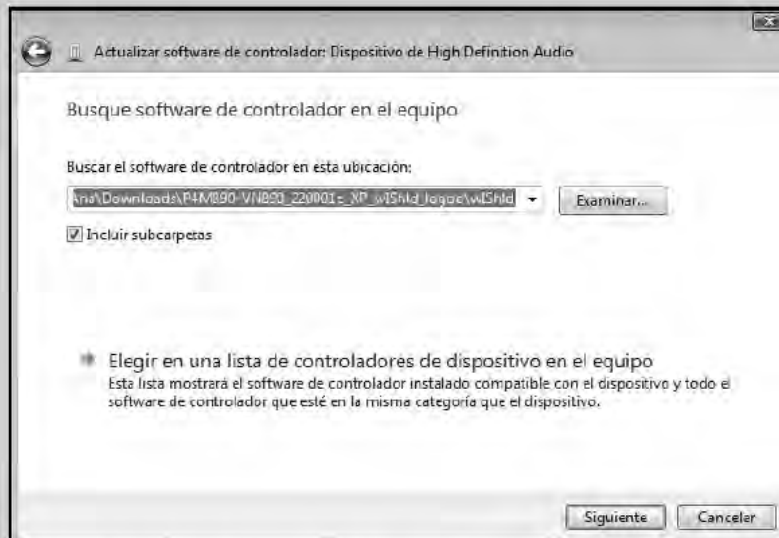 Actualizar software de controlador: Dispositivo de High Definition Audio
Busque software de controlador en el equipo
Buscar el software de controlador en esta ubicación:
Examinar...
Incluir subcarpetas
Elegir en una lista de controladores de dispositivo en el equipo
Esta lista mostrará el software de controlador instalado compatible con el dispositivo y todo el
software de controlador que esté en la misma categoría que el dispositivo.
Siguiente Cancelar